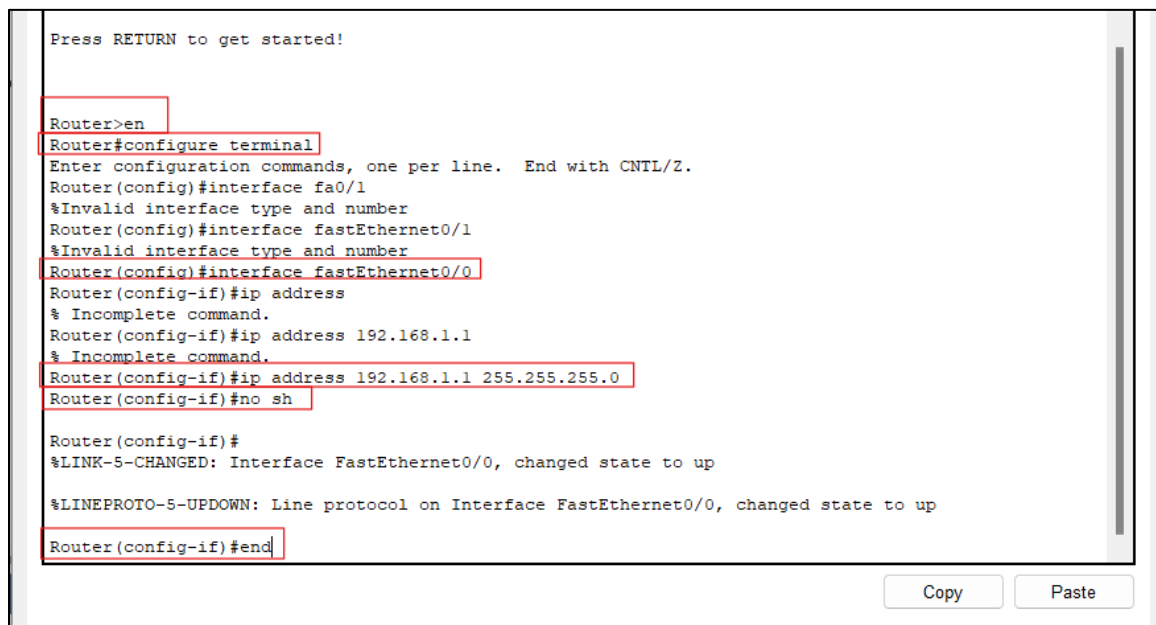 Press RETURN to get started!
Router>en
Router#configure terminal
Enter configuration commands, one per line.  End with CNTL/Z.
Router(config)#interface fa0/1
%Invalid interface type and number
Router(config)#interface fastEthernet0/1
%Invalid interface type and number
Router(config)#interface fastEthernet0/0
Router(config-if)#ip address
% Incomplete command.
Router(config-if)#ip address 192.168.1.1
% Incomplete command.
Router(config-if)#ip address 192.168.1.1 255.255.255.0
Router(config-if)#no sh
Router(config-if)#
%LINK-5-CHANGED: Interface FastEthernet0/0, changed state to up
%LINEPROTO-5-UPDOWN: Line protocol on Interface FastEthernet0/0, changed state to up
Router(config-if)#end
Copy Paste